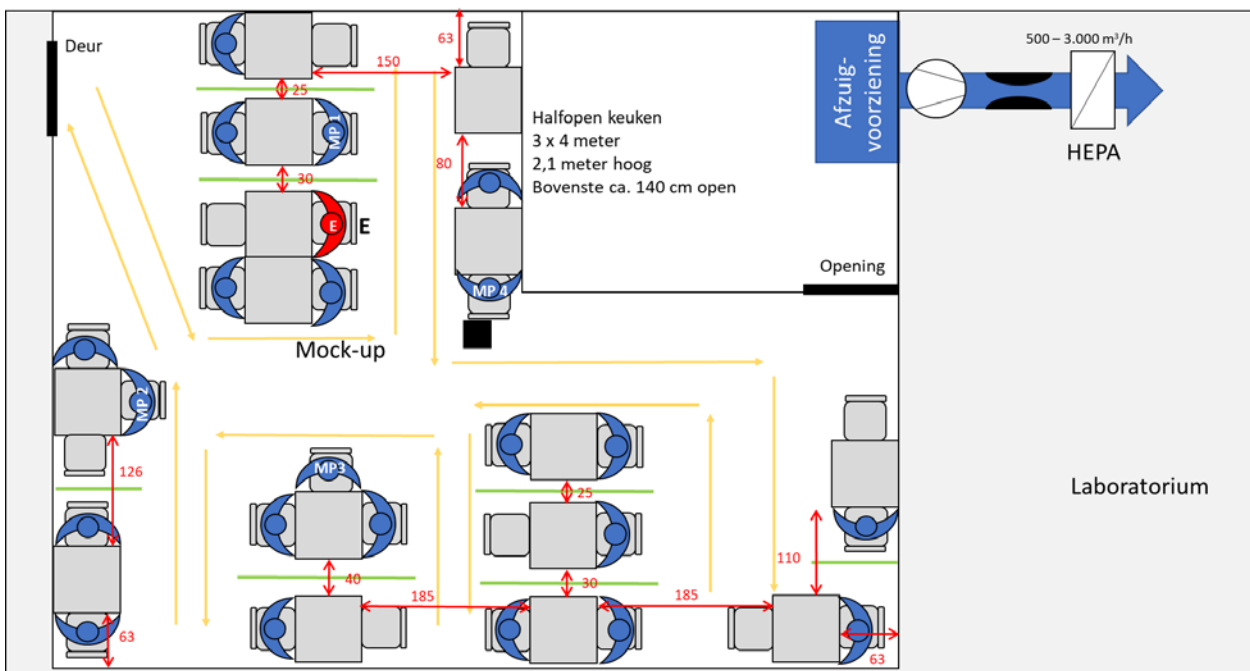 Deur
63
150
25
MP 1
30
E
E
80
MP 4
Halfopen keuken
3 x 4 meter
2,1 meter hoog
Bovenste ca. 140 cm open
Afzuig-
voorziening
500 – 3.000 m³/h
HEPA
Opening
Mock-up
MP 2
126
MP3
25
Laboratorium
110
40
30
185
185
63
63